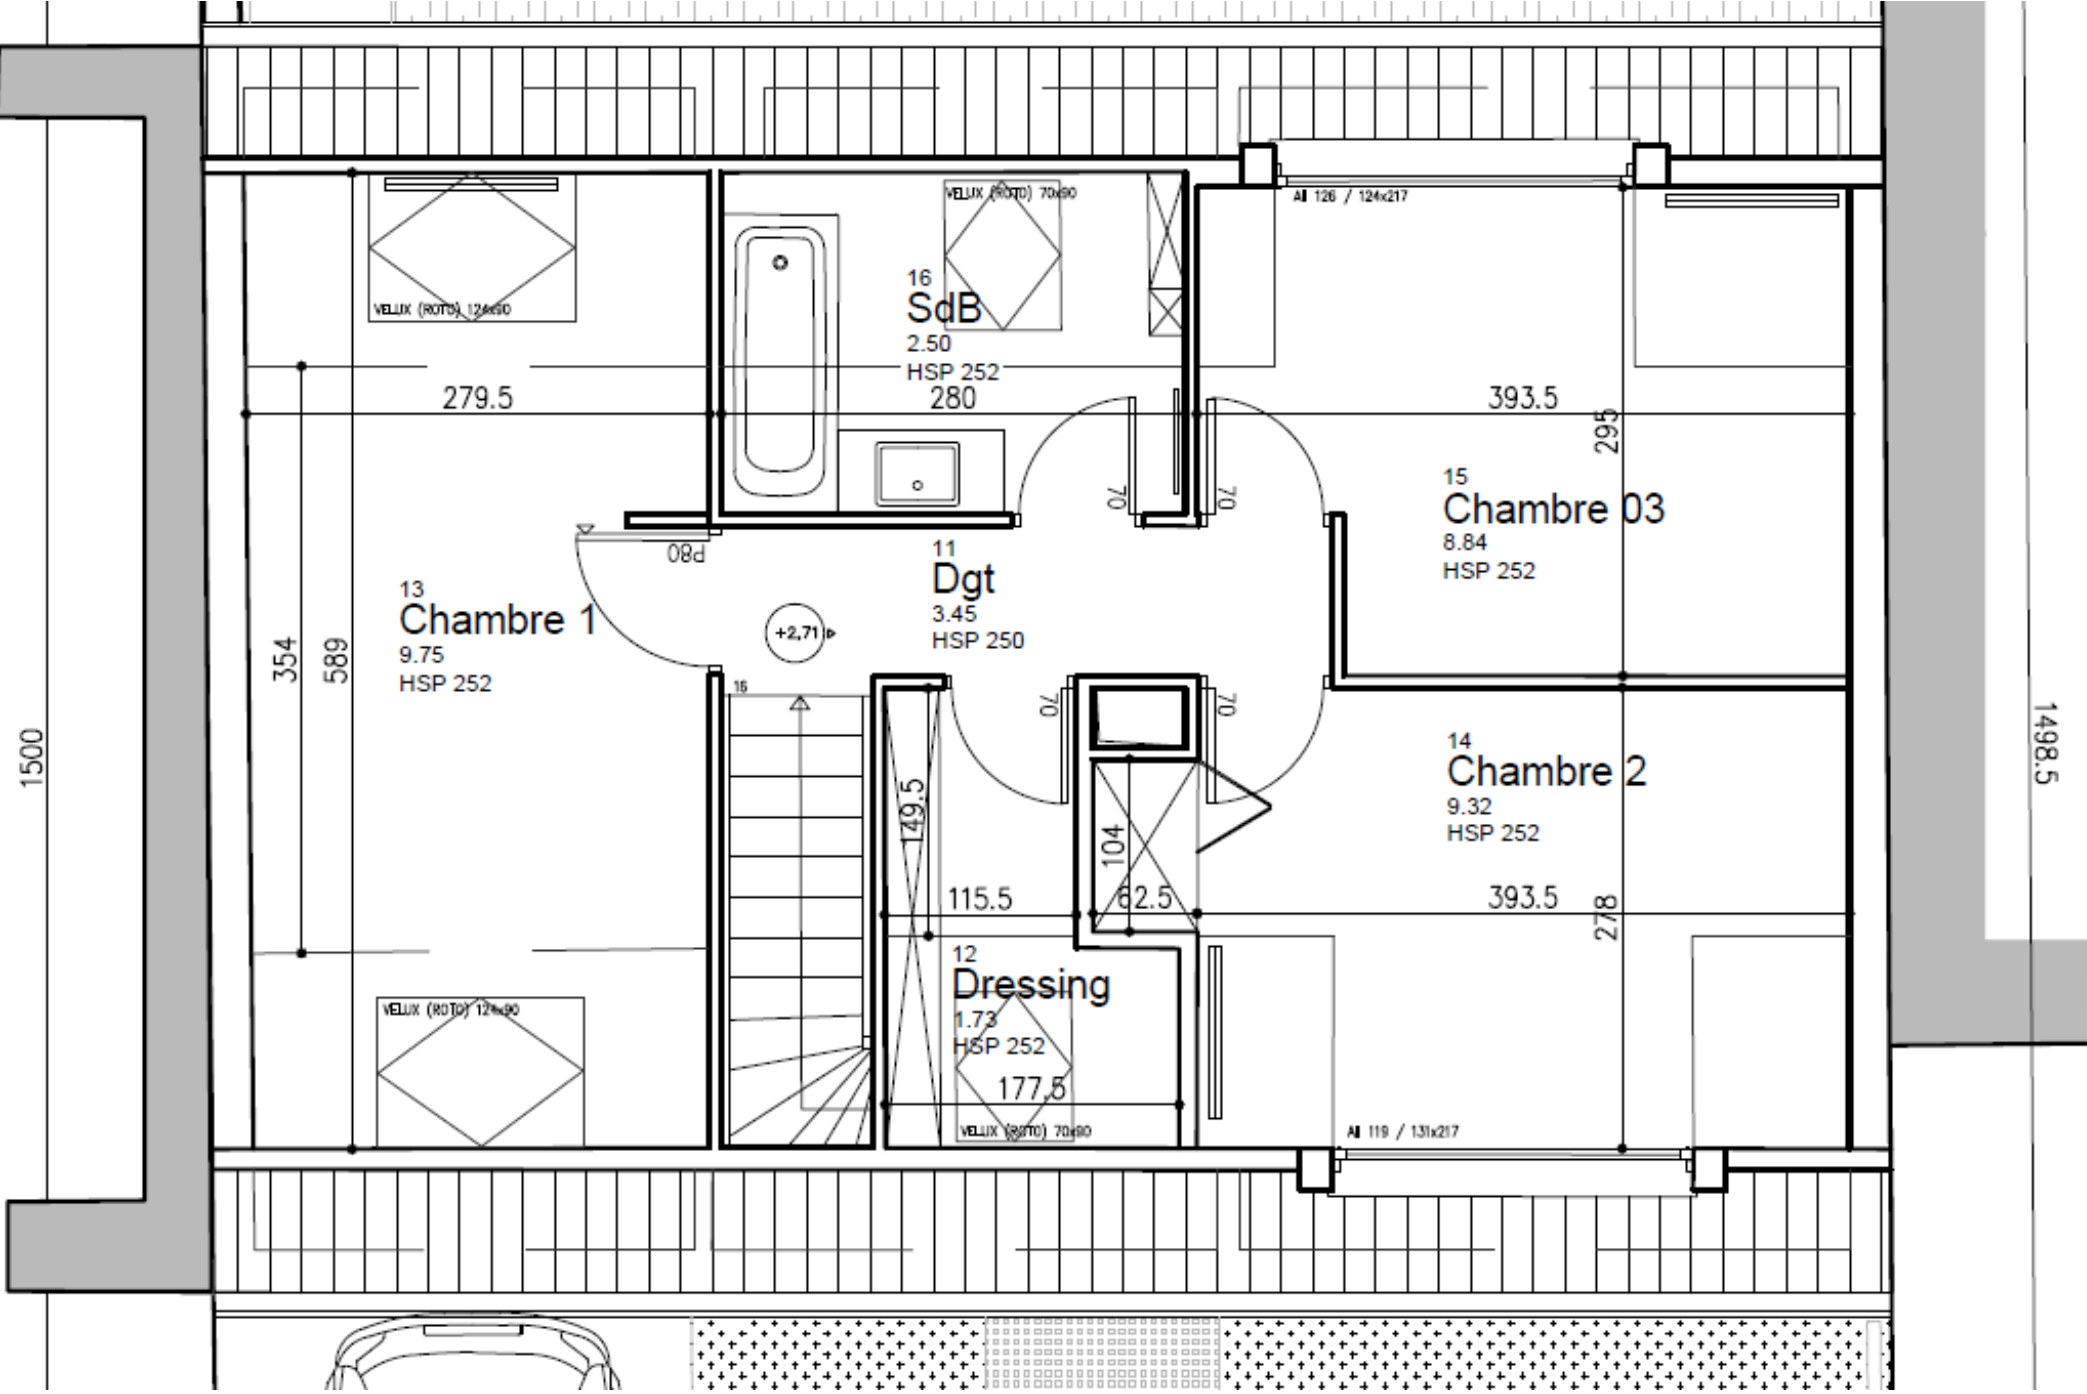 VELUX (ROTO) 124x90
VELUX (ROTO) 70x90
All 126 / 124x217
16
SdB
2.50
HSP 252
279.5
280
393.5
295
70
70
15
Chambre 03
8.84
HSP 252
P80
11
Dgt
3.45
HSP 250
13
Chambre 1
9.75
HSP 252
+2,71
354
589
16
70
70
1500
1498.5
14
Chambre 2
9.32
HSP 252
149.5
104
115.5
62.5
393.5
278
12
Dressing
1.73
HSP 252
VELUX (ROTO) 124x90
177.5
VELUX (ROTO) 70x90
All 119 / 131x217